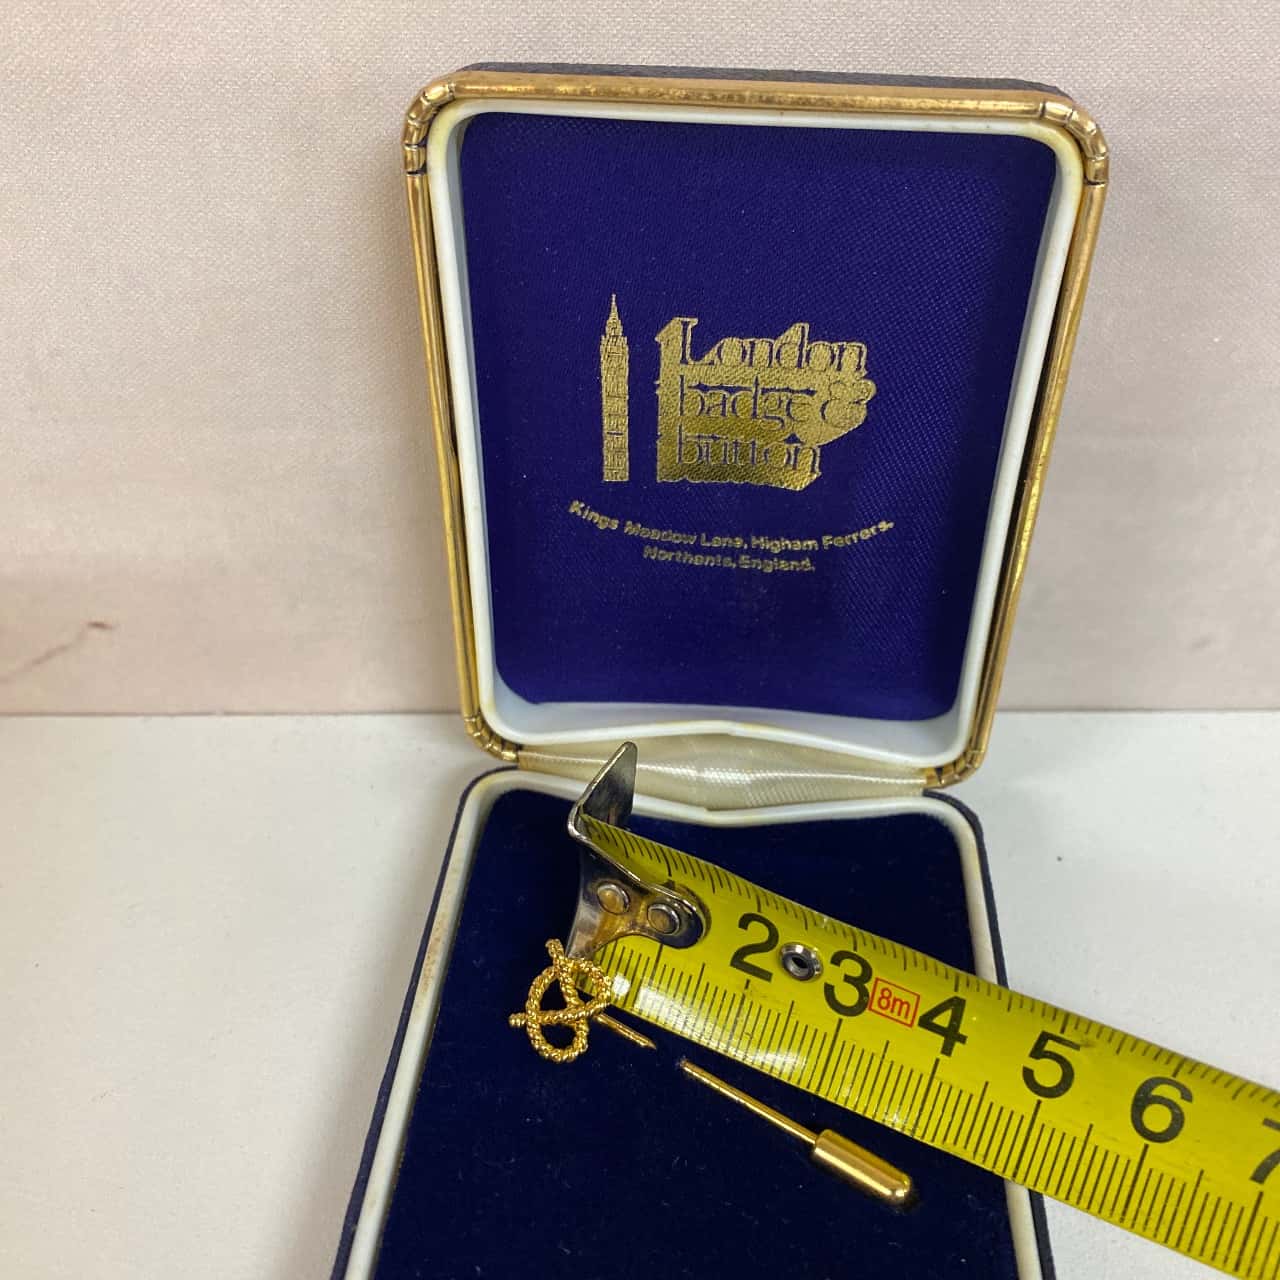 London
badge &
button
Kings Meadow Lane, Higham Ferrers.
Northants, England.
2 3 8m 4 5 6 7